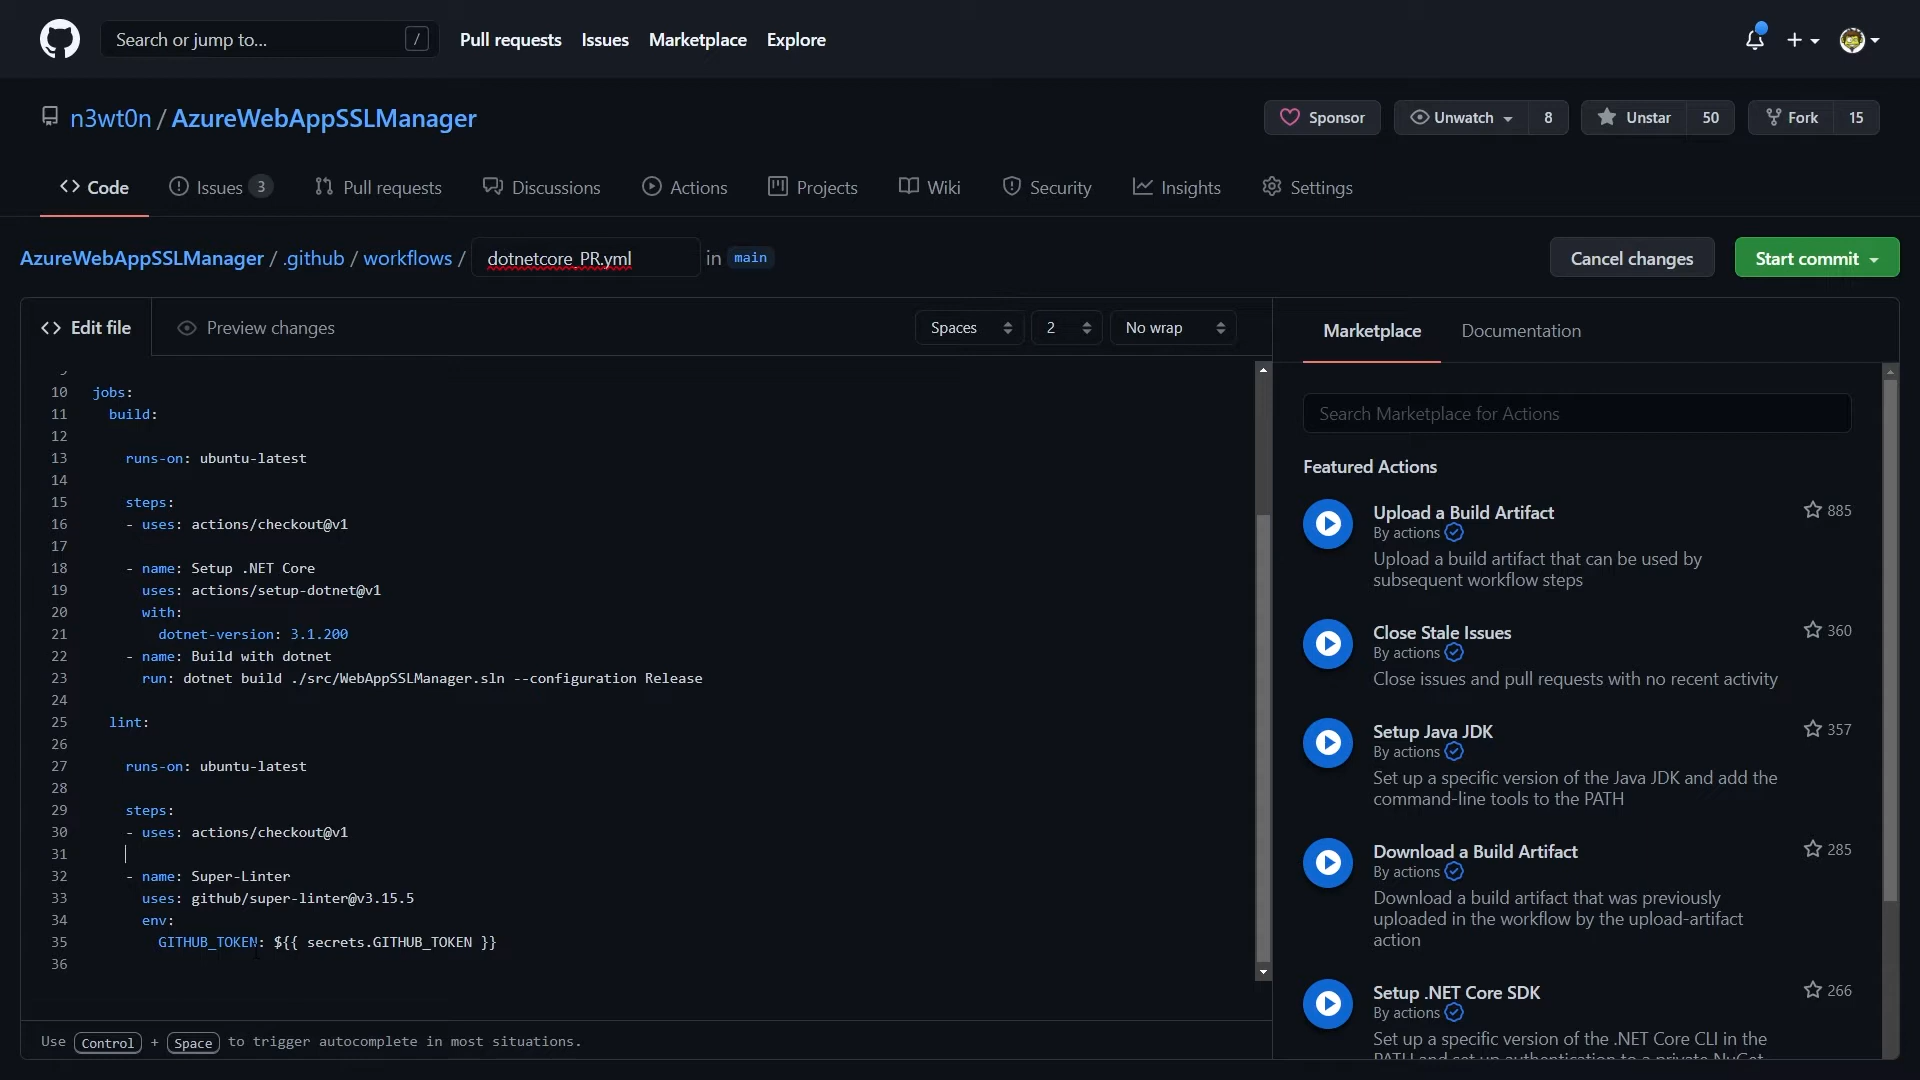 Search or jump to... /
Pull requests Issues Marketplace Explore
n3wt0n / AzureWebAppSSLManager
Sponsor Unwatch 8 Unstar 50 Fork 15
Code Issues 3 Pull requests Discussions Actions Projects Wiki Security Insights Settings
AzureWebAppSSLManager / .github / workflows / dotnetcore_PR.yml in main
Cancel changes Start commit
Edit file Preview changes
Spaces 2 No wrap
10 jobs:
11 build:
12
13 runs-on: ubuntu-latest
14
15 steps:
16 - uses: actions/checkout@v1
17
18 - name: Setup .NET Core
19 uses: actions/setup-dotnet@v1
20 with:
21 dotnet-version: 3.1.200
22 - name: Build with dotnet
23 run: dotnet build ./src/WebAppSSLManager.sln --configuration Release
24
25 lint:
26
27 runs-on: ubuntu-latest
28
29 steps:
30 - uses: actions/checkout@v1
31
32 - name: Super-Linter
33 uses: github/super-linter@v3.15.5
34 env:
35 GITHUB_TOKEN: ${{ secrets.GITHUB_TOKEN }}
36
Use Control + Space to trigger autocomplete in most situations.
Marketplace Documentation
Search Marketplace for Actions
Featured Actions
Upload a Build Artifact 885
By actions
Upload a build artifact that can be used by
subsequent workflow steps
Close Stale Issues 360
By actions
Close issues and pull requests with no recent activity
Setup Java JDK 357
By actions
Set up a specific version of the Java JDK and add the
command-line tools to the PATH
Download a Build Artifact 285
By actions
Download a build artifact that was previously
uploaded in the workflow by the upload-artifact
action
Setup .NET Core SDK 266
By actions
Set up a specific version of the .NET Core CLI in the
PATH and set up authentication to a private NuGet